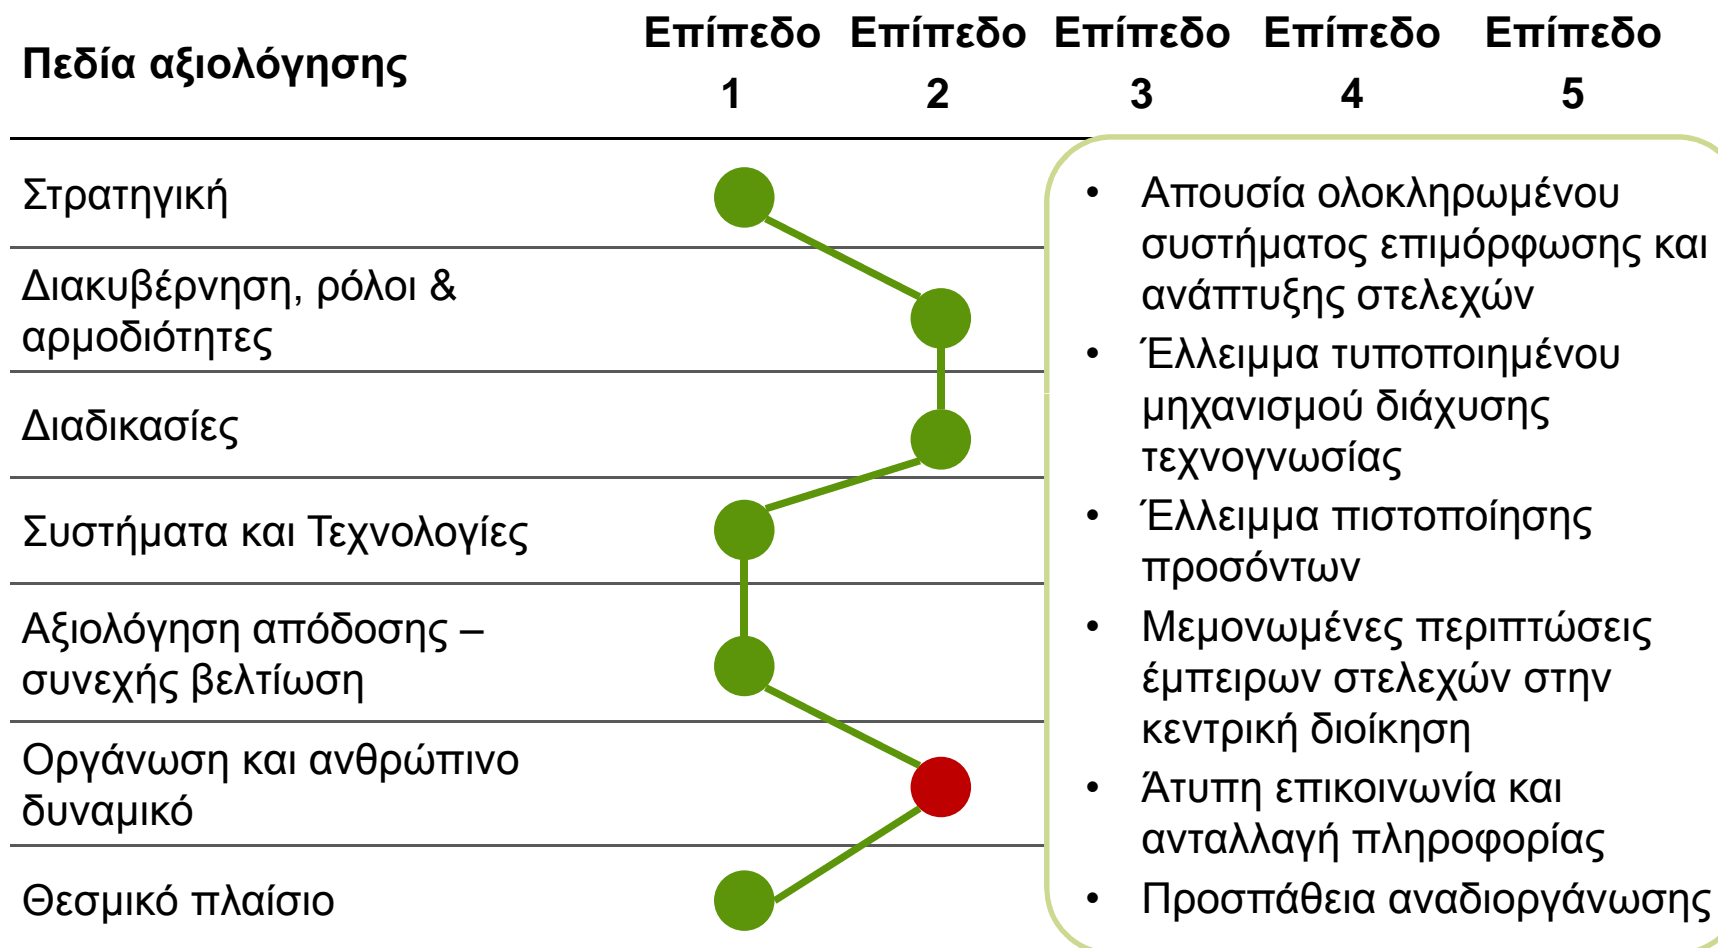 Πεδία αξιολόγησης
Επίπεδο 1
Επίπεδο 2
Επίπεδο 3
Επίπεδο 4
Επίπεδο 5
Στρατηγική
Διακυβέρνηση, ρόλοι &
αρμοδιότητες
Διαδικασίες
Συστήματα και Τεχνολογίες
Αξιολόγηση απόδοσης –
συνεχής βελτίωση
Οργάνωση και ανθρώπινο
δυναμικό
Θεσμικό πλαίσιο
• Απουσία ολοκληρωμένου
συστήματος επιμόρφωσης και
ανάπτυξης στελεχών
• Έλλειμμα τυποποιημένου
μηχανισμού διάχυσης
τεχνογνωσίας
• Έλλειμμα πιστοποίησης
προσόντων
• Μεμονωμένες περιπτώσεις
έμπειρων στελεχών στην
κεντρική διοίκηση
• Άτυπη επικοινωνία και
ανταλλαγή πληροφορίας
• Προσπάθεια αναδιοργάνωσης